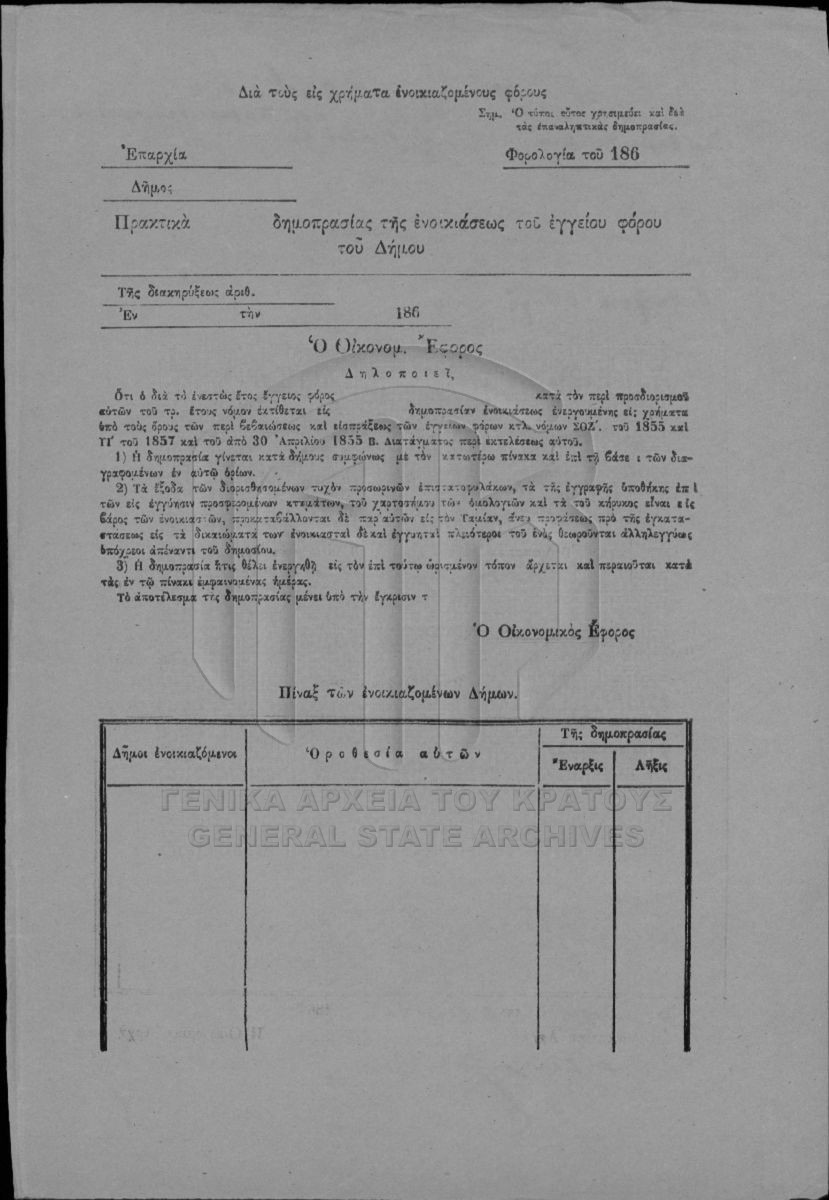 Διὰ τοὺς εἰς χρήματα ἐνοικιαζομένους φόρους
Σημ. Ὁ τύπος οὗτος χρησιμεύει καὶ διὰ
τὰς ἐπαναληπτικὰς δημοπρασίας.
Ἐπαρχία
Φορολογία τοῦ 186
Δῆμος
Πρακτικὰ δημοπρασίας τῆς ἐνοικιάσεως τοῦ ἐγγείου φόρου
τοῦ Δήμου
Τῆς διακηρύξεως ἀριθ.
Ἐν τὴν 186
Ὁ Οἰκονομ. Ἔφορος
Δηλοποιεῖ,
Ὅτι ὁ διὰ τὸ ἐνεστὼς ἔτος ἔγγειος φόρος κατὰ τὸν περὶ προσδιορισμοῦ
αὐτῶν τοῦ τρ. ἔτους νόμον ἐκτίθεται εἰς δημοπρασίαν ἐνοικιάσεως ἐνεργουμένης εἰς χρήματα
ὑπὸ τοὺς ὅρους τῶν περὶ βεβαιώσεως καὶ εἰσπράξεως τῶν ἐγγείων φόρων κτλ. νόμων ΣΟΖ΄. τοῦ 1855 καὶ
ΥΓ΄ τοῦ 1857 καὶ τοῦ ἀπὸ 30 Ἀπριλίου 1855 Β. Διατάγματος περὶ ἐκτελέσεως αὐτοῦ.
1) Ἡ δημοπρασία γίνεται κατὰ δήμους συμφώνως με τὸν κατωτέρω πίνακα καὶ ἐπὶ τῇ βάσει τῶν δια-
γραφομένων ἐν αὐτῷ ὁρίων.
2) Τὰ ἔξοδα τῶν διορισθησομένων τυχὸν προσωρινῶν ἐπιστατοφυλάκων, τὰ τῆς ἐγγραφῆς ὑποθήκης ἐπὶ
τῶν εἰς ἐγγύησιν προσφερομένων κτημάτων, τοῦ χαρτοσήμου τῶν ὁμολογιῶν καὶ τὰ τοῦ κήρυκος εἶναι εἰς
βάρος τῶν ἐνοικιαστῶν, προκαταβάλλονται δὲ παρ' αὐτῶν εἰς τὸν Ταμίαν, ἄνευ προφάσεως πρὸ τῆς ἐγκατα-
στάσεως εἰς τὰ δικαιώματα των· ἐνοικιασταὶ δὲ καὶ ἐγγυηταὶ πλειότεροι τοῦ ἑνὸς θεωροῦνται ἀλληλεγγύως
ὑπόχρεοι ἀπέναντι τοῦ δημοσίου.
3) Ἡ δημοπρασία ἥτις θέλει ἐνεργηθῆ εἰς τὸν ἐπὶ τούτῳ ὡρισμένον τόπον ἄρχεται καὶ περαιοῦται κατὰ
τὰς ἐν τῷ πίνακι ἐμφαινομένας ἡμέρας.
Τὸ ἀποτέλεσμα τῆς δημοπρασίας μένει ὑπὸ τὴν ἔγκρισιν τ
Ὁ Οἰκονομικὸς Ἔφορος
Πίναξ τῶν ἐνοικιαζομένων Δήμων.
Δῆμοι ἐνοικιαζόμενοι
Ὁροθεσία αὐτῶν
Τῆς δημοπρασίας
Ἔναρξις
Λῆξις
ΓΕΝΙΚΑ ΑΡΧΕΙΑ ΤΟΥ ΚΡΑΤΟΥΣ
GENERAL STATE ARCHIVES